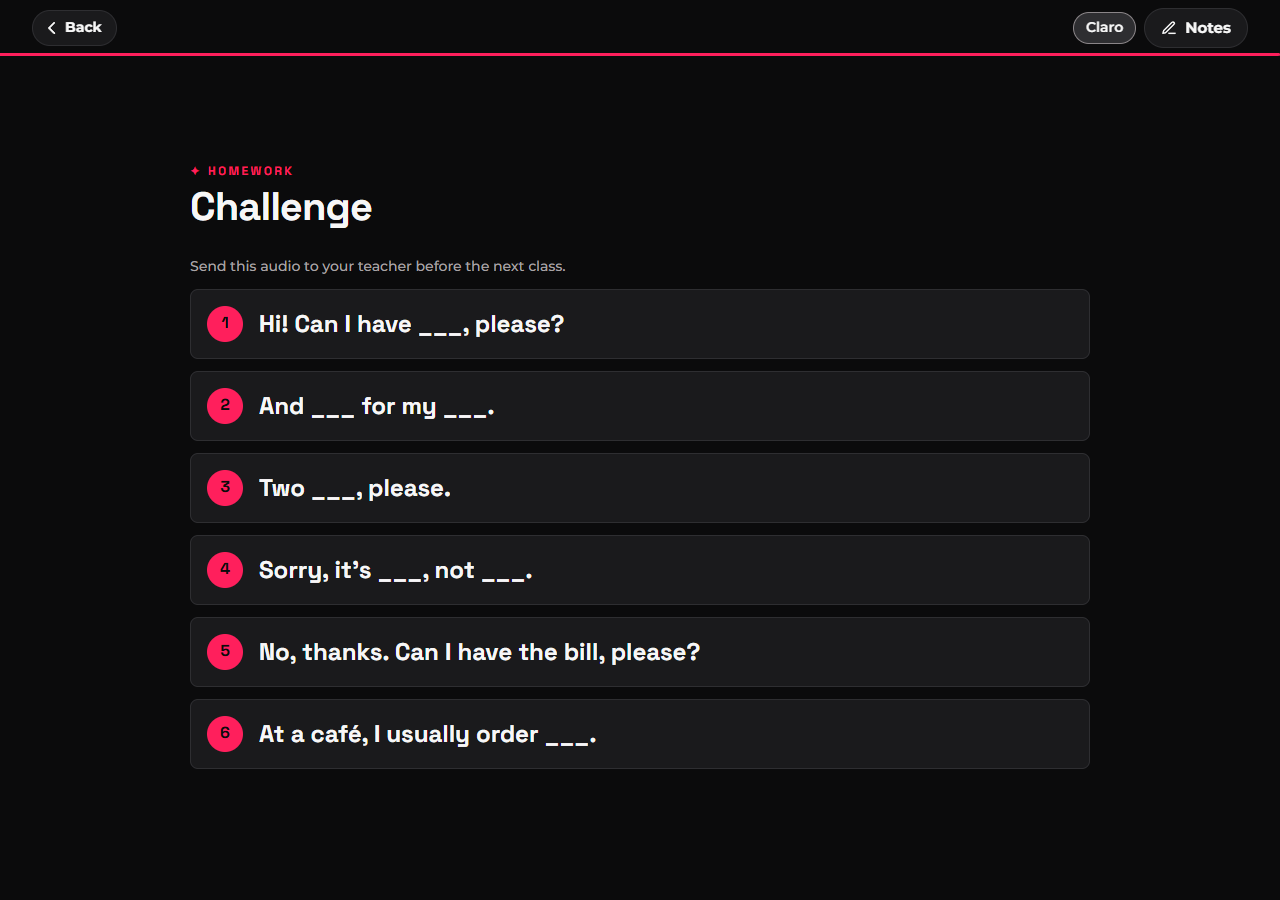 Back
Claro
Notes
✦ HOMEWORK
Challenge
Send this audio to your teacher before the next class.
1 Hi! Can I have ___, please?
2 And ___ for my ___.
3 Two ___, please.
4 Sorry, it’s ___, not ___.
5 No, thanks. Can I have the bill, please?
6 At a café, I usually order ___.